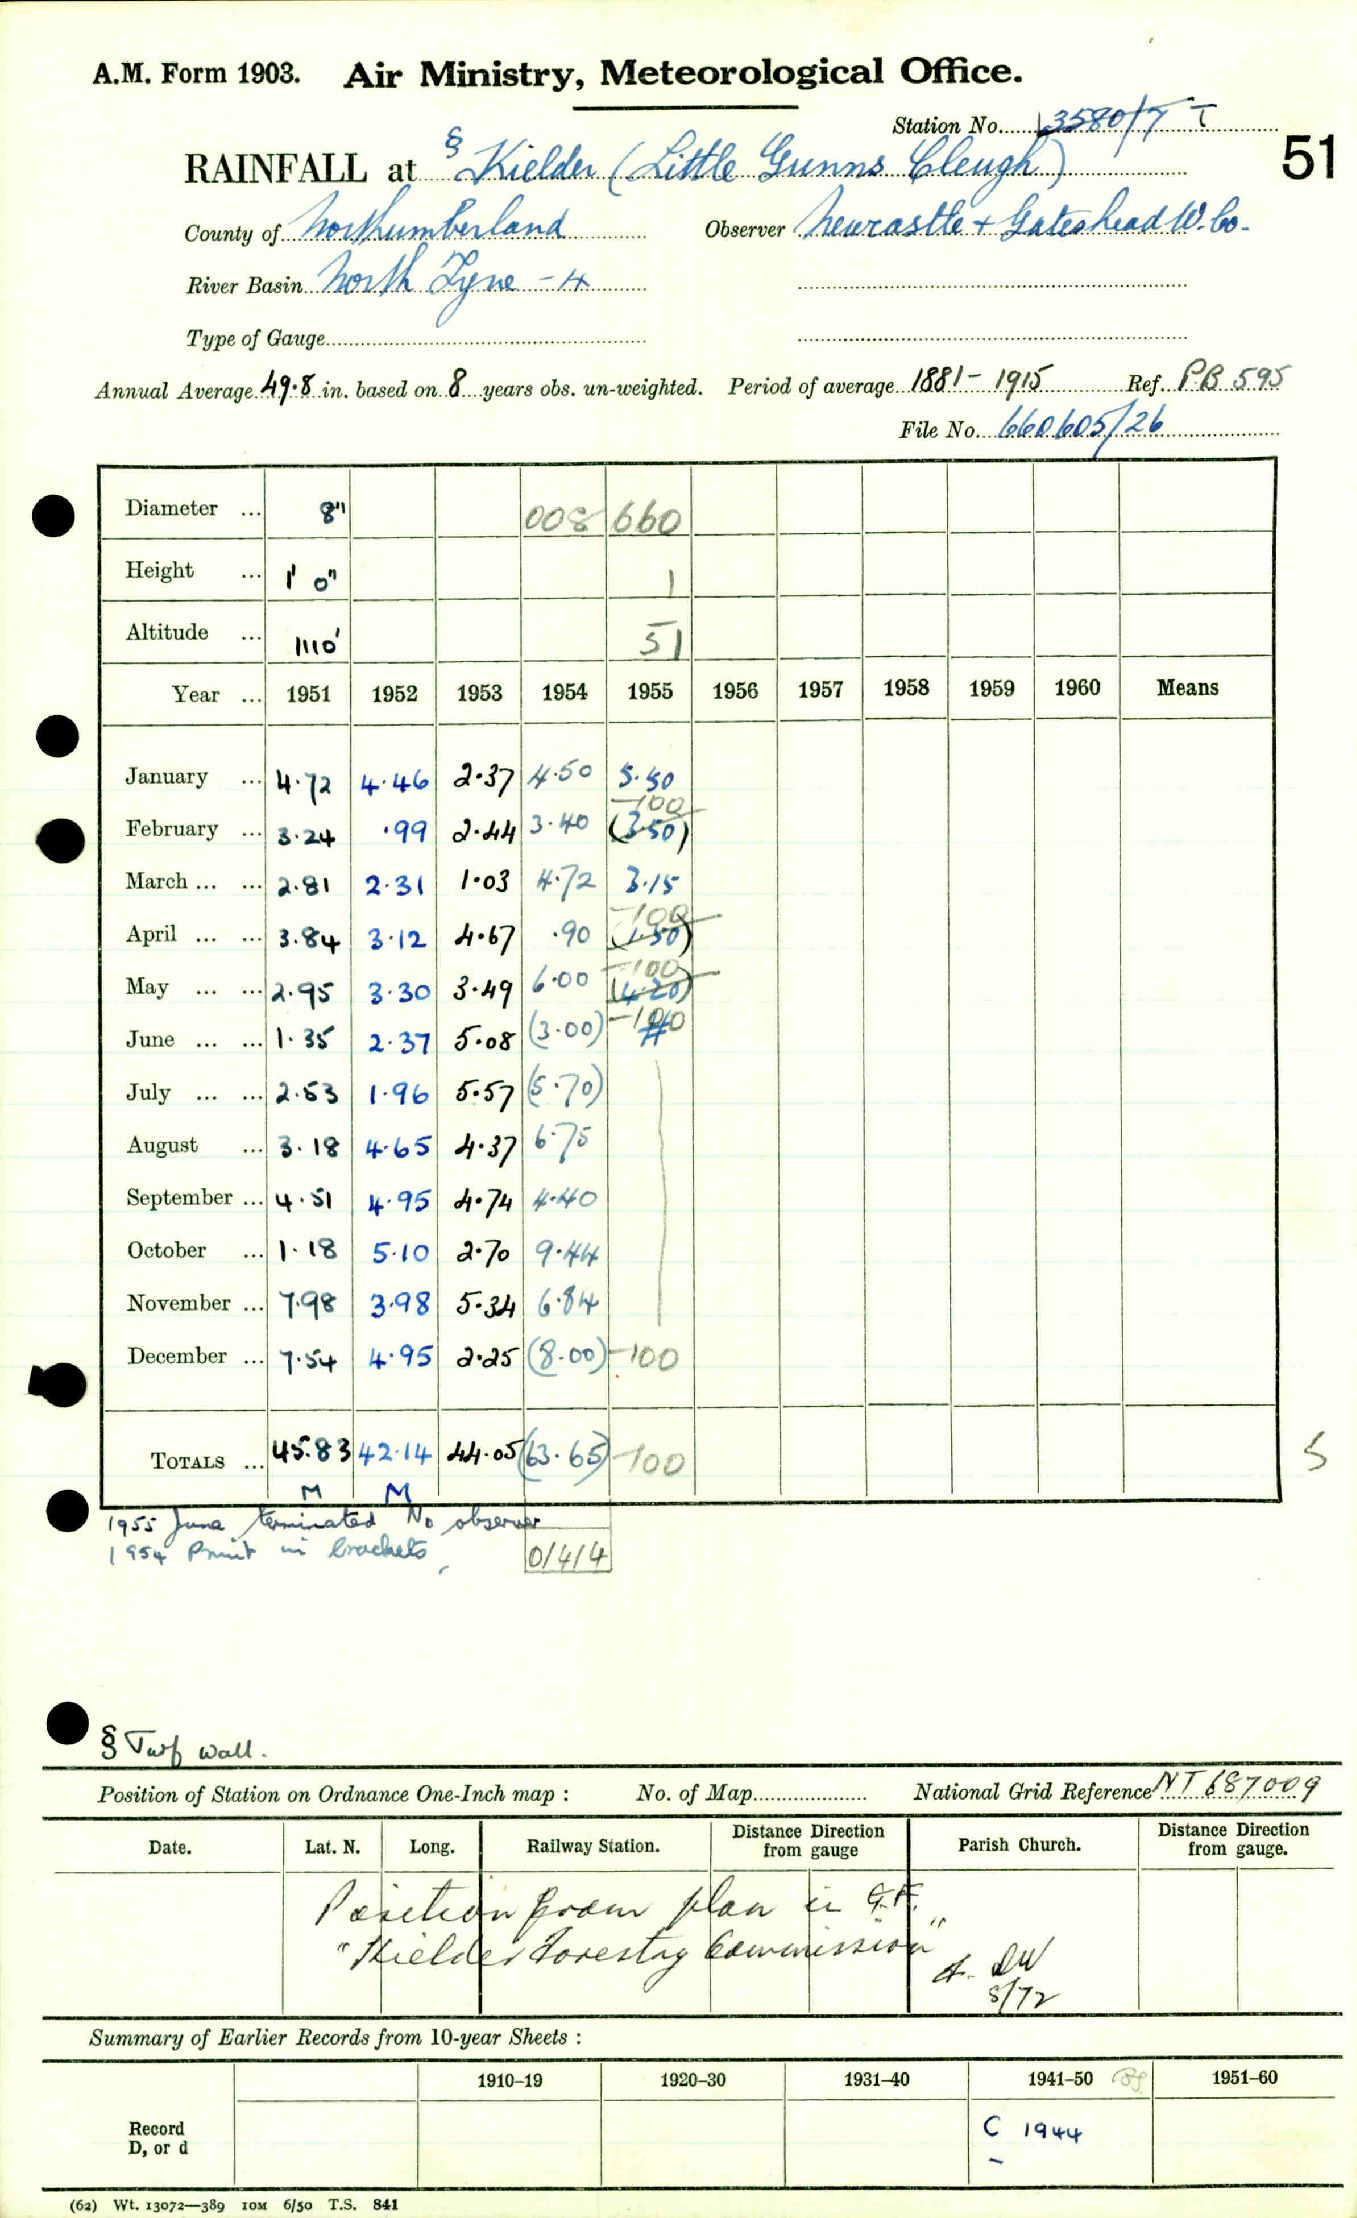 A.M. Form 1903. Air Ministry, Meteorological Office.
Station No. 3580/7 T
51
RAINFALL at § Kielder (Little Gunns Cleugh)
County of Northumberland Observer Newcastle + Gateshead W. Co.
River Basin North Tyne - 4
Type of Gauge
Annual Average 49.8 in. based on 8 years obs. un-weighted. Period of average 1881 - 1915 Ref. PB 595
File No. 660605/26
Diameter ... 8" 008 660
Height ... 1' 0" 1
Altitude ... 1110' 51
Year ... 1951 1952 1953 1954 1955 1956 1957 1958 1959 1960 Means
January ... 4.72 4.46 2.37 4.50 5.50
-100
February ... 3.24 .99 2.44 3.40 (3.50)
March ... ... 2.81 2.31 1.03 4.72 3.15
-100
April ... ... 3.84 3.12 4.67 .90 (1.50)
-100
May ... ... 2.95 3.30 3.49 6.00 (4.20)
June ... ... 1.35 2.37 5.08 (3.00) -100
July ... ... 2.53 1.96 5.57 (5.70)
August ... 3.18 4.65 4.37 6.75
September ... 4.51 4.95 4.74 4.40
October ... 1.18 5.10 2.70 9.44
November ... 7.98 3.98 5.34 6.84
December ... 7.54 4.95 2.25 (8.00) -100
TOTALS ... 45.83 42.14 44.05 (63.65) -100
M M
S
1955 June terminated No observer
1954 Print in brackets
0/4/4
§ Turf wall.
Position of Station on Ordnance One-Inch map : No. of Map National Grid Reference NT 687009
Date. Lat. N. Long. Railway Station. Distance from gauge Direction Parish Church. Distance from gauge. Direction
Position from plan in G.F.
"Kielder Forestry Commission"
A. DW
8/72
Summary of Earlier Records from 10-year Sheets :
1910-19 1920-30 1931-40 1941-50 1951-60
Record
D, or d
C 1944
(62) Wt. 13072—389 10M 6/50 T.S. 841